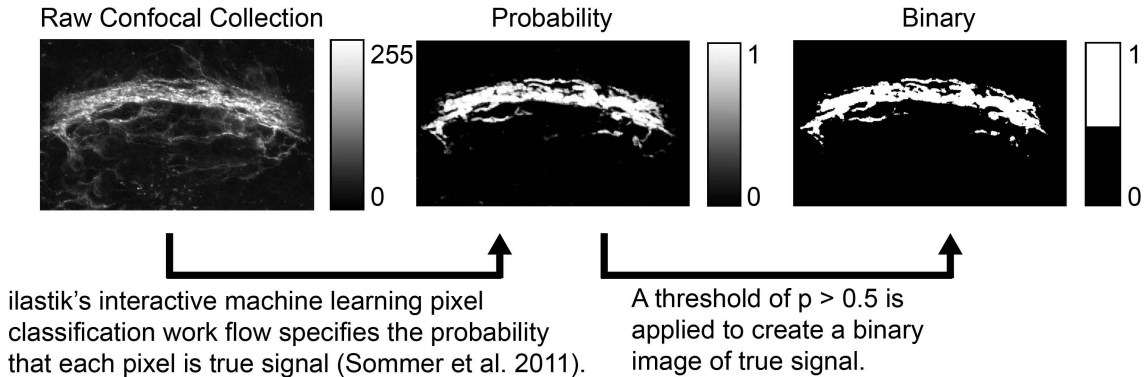 Raw Confocal Collection
Probability
Binary
255
0
1
0
1
0
ilastik's interactive machine learning pixel
classification work flow specifies the probability
that each pixel is true signal (Sommer et al. 2011).
A threshold of p > 0.5 is
applied to create a binary
image of true signal.